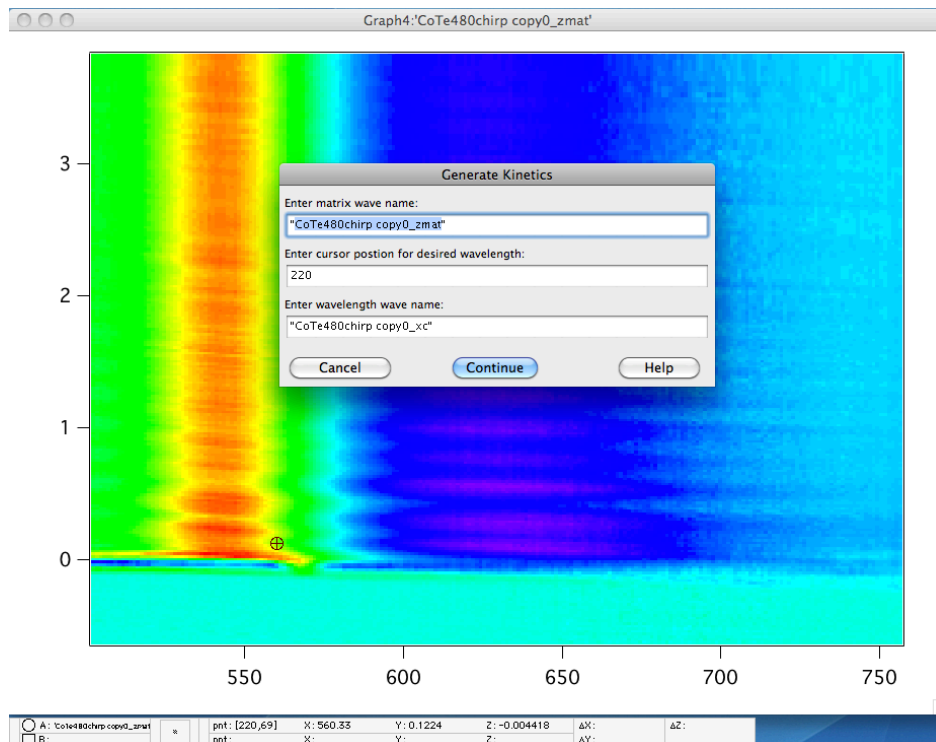 Graph4:'CoTe480chirp copy0_zmat'
3
2
1
0
550 600 650 700 750
Generate Kinetics
Enter matrix wave name:
"CoTe480chirp copy0_zmat"
Enter cursor postion for desired wavelength:
220
Enter wavelength wave name:
"CoTe480chirp copy0_xc"
Cancel Continue Help
A: 'CoTe480chirp copy0_zmat pnt: [220,69] X: 560.33 Y: 0.1224 Z: -0.004418 ΔX: ΔZ:
B: pnt: X: Y: Z: ΔY: